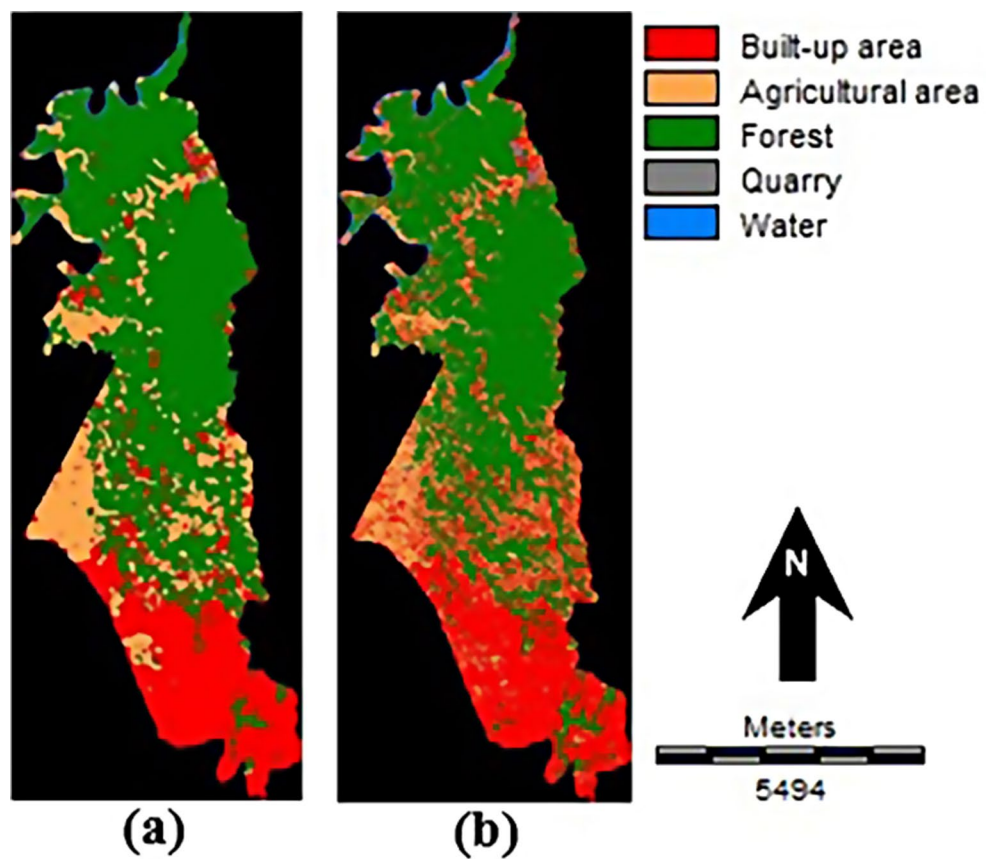 Built-up area
Agricultural area
Forest
Quarry
Water
N
Meters
5494
(a)
(b)